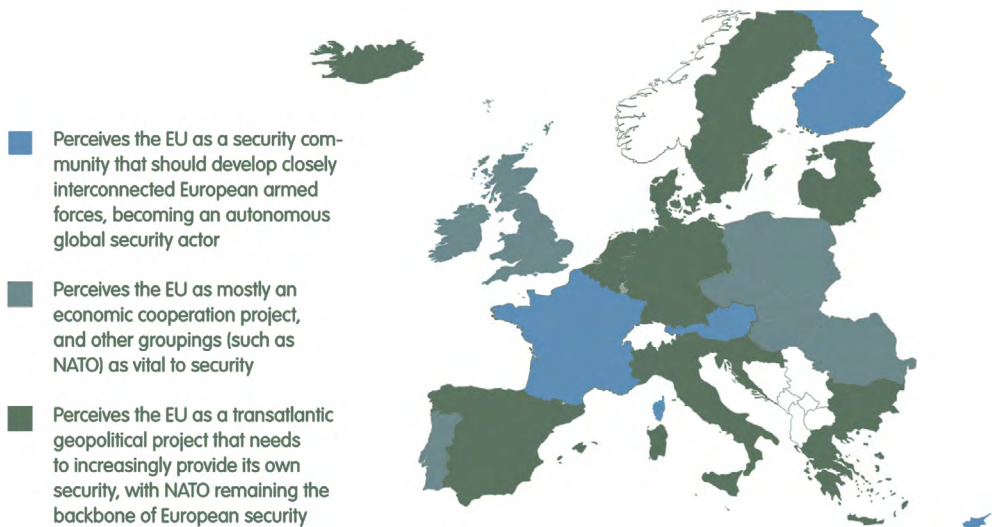 Perceives the EU as a security com-
munity that should develop closely
interconnected European armed
forces, becoming an autonomous
global security actor
Perceives the EU as mostly an
economic cooperation project,
and other groupings (such as
NATO) as vital to security
Perceives the EU as a transatlantic
geopolitical project that needs
to increasingly provide its own
security, with NATO remaining the
backbone of European security